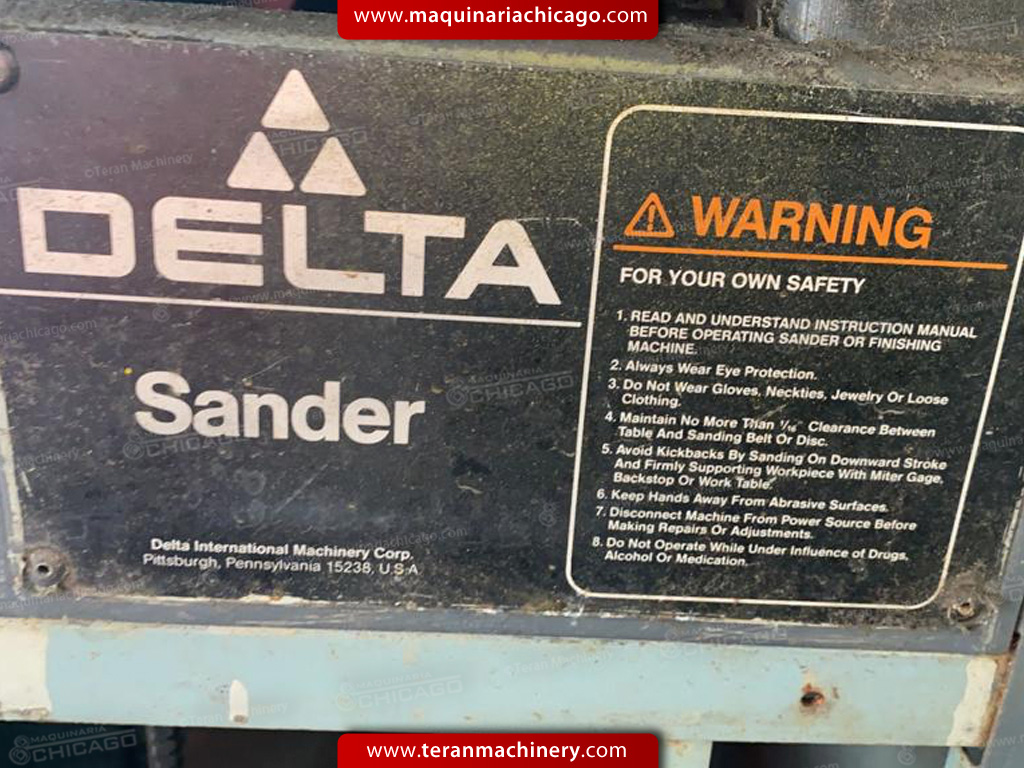 www.maquinariachicago.com
DELTA
Sander
Delta International Machinery Corp.
Pittsburgh, Pennsylvania 15238, U.S.A.
WARNING
FOR YOUR OWN SAFETY
1. READ AND UNDERSTAND INSTRUCTION MANUAL
BEFORE OPERATING SANDER OR FINISHING
MACHINE.
2. Always Wear Eye Protection.
3. Do Not Wear Gloves, Neckties, Jewelry Or Loose
Clothing.
4. Maintain No More Than 1/16" Clearance Between
Table And Sanding Belt Or Disc.
5. Avoid Kickbacks By Sanding On Downward Stroke
And Firmly Supporting Workpiece With Miter Gage,
Backstop Or Work Table.
6. Keep Hands Away From Abrasive Surfaces.
7. Disconnect Machine From Power Source Before
Making Repairs Or Adjustments.
8. Do Not Operate While Under Influence of Drugs,
Alcohol Or Medication.
©Teran Machinery
MAQUINARIA
CHICAGO
www.teranmachinery.com